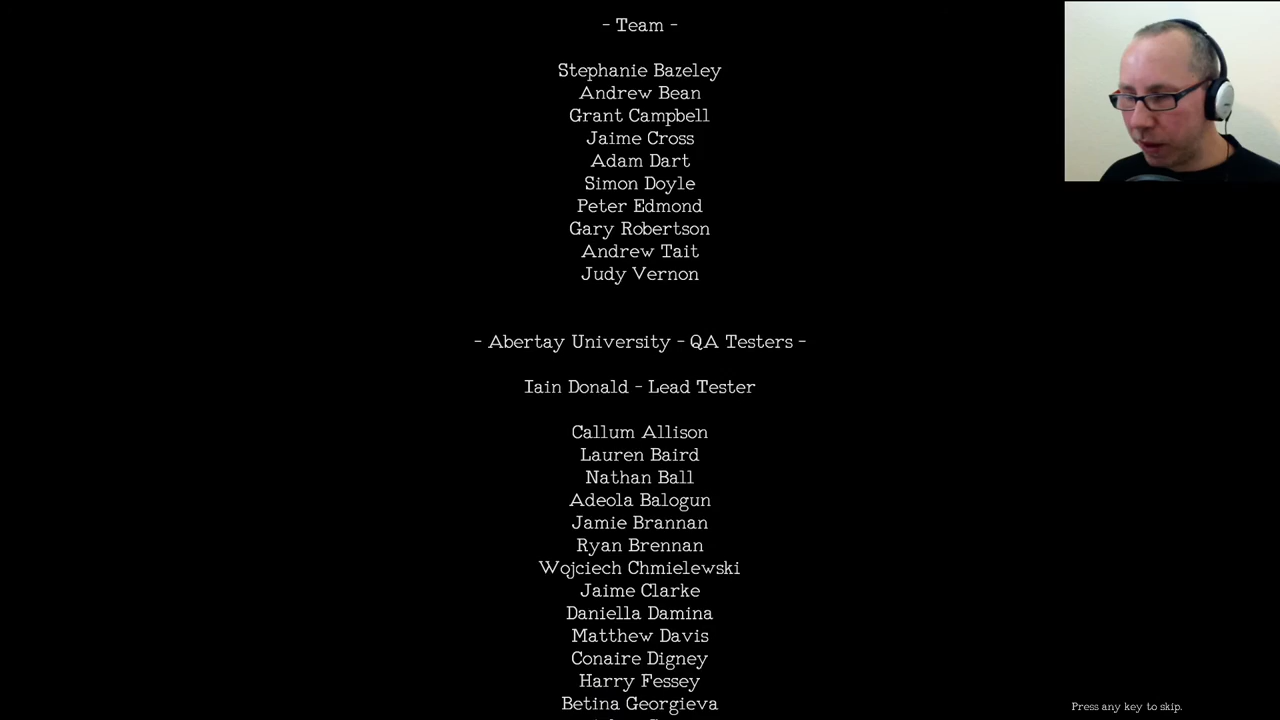 - Team -
Stephanie Bazeley
Andrew Bean
Grant Campbell
Jaime Cross
Adam Dart
Simon Doyle
Peter Edmond
Gary Robertson
Andrew Tait
Judy Vernon
- Abertay University - QA Testers -
Iain Donald - Lead Tester
Callum Allison
Lauren Baird
Nathan Ball
Adeola Balogun
Jamie Brannan
Ryan Brennan
Wojciech Chmielewski
Jaime Clarke
Daniella Damina
Matthew Davis
Conaire Digney
Harry Fessey
Betina Georgieva
Press any key to skip.